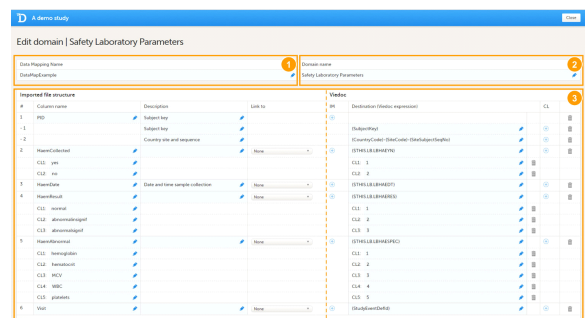 A demo study
Close
Edit domain | Safety Laboratory Parameters
Data Mapping Name 1
DataMapExample
Domain name 2
Safety Laboratory Parameters
Imported file structure Viedoc 3
# Column name Description Link to IM Destination (Viedoc expression) CL
1 PID Subject key
- 1 Subject key {SubjectKey}
- 2 Country site and sequence {CountryCode}-{SiteCode}-{SiteSubjectSeqNo}
2 HaemCollected None {$THIS.LB.LBHAEYN}
CL1: yes CL1: 1
CL2: no CL2: 2
3 HaemDate Date and time sample collection None {$THIS.LB.LBHAEDT}
4 HaemResult None {$THIS.LB.LBHAERES}
CL1: normal CL1: 1
CL2: abnormalnsignif CL2: 2
CL3: abnormalsignif CL3: 3
5 HaemAbnormal None {$THIS.LB.LBHAESPEC}
CL1: hemoglobin CL1: 1
CL2: hematocrit CL2: 2
CL3: MCV CL3: 3
CL4: WBC CL4: 4
CL5: platelets CL5: 5
6 Visit None {StudyEventDefId}